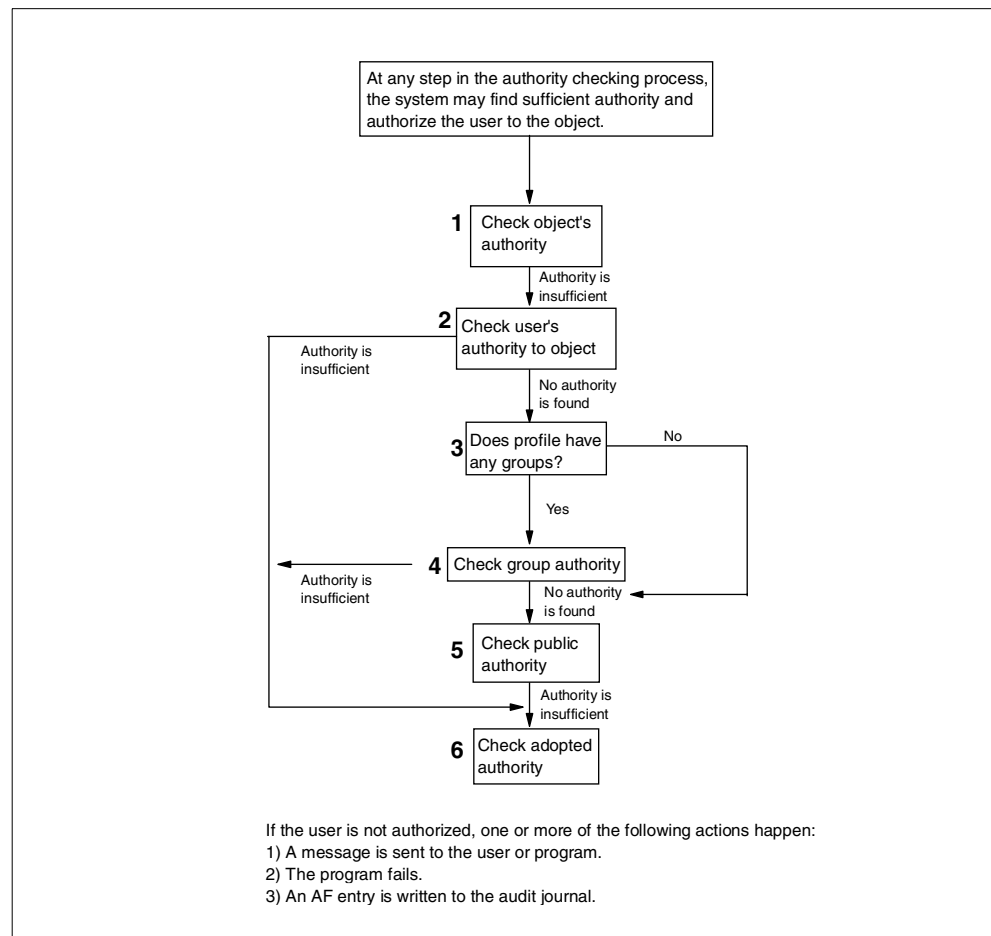 At any step in the authority checking process,
the system may find sufficient authority and
authorize the user to the object.
1
Check object's
authority
Authority is
insufficient
2
Check user's
authority to object
Authority is
insufficient
No authority
is found
3
Does profile have
any groups?
No
Yes
4
Check group authority
Authority is
insufficient
No authority
is found
5
Check public
authority
Authority is
insufficient
6
Check adopted
authority
If the user is not authorized, one or more of the following actions happen:
1) A message is sent to the user or program.
2) The program fails.
3) An AF entry is written to the audit journal.